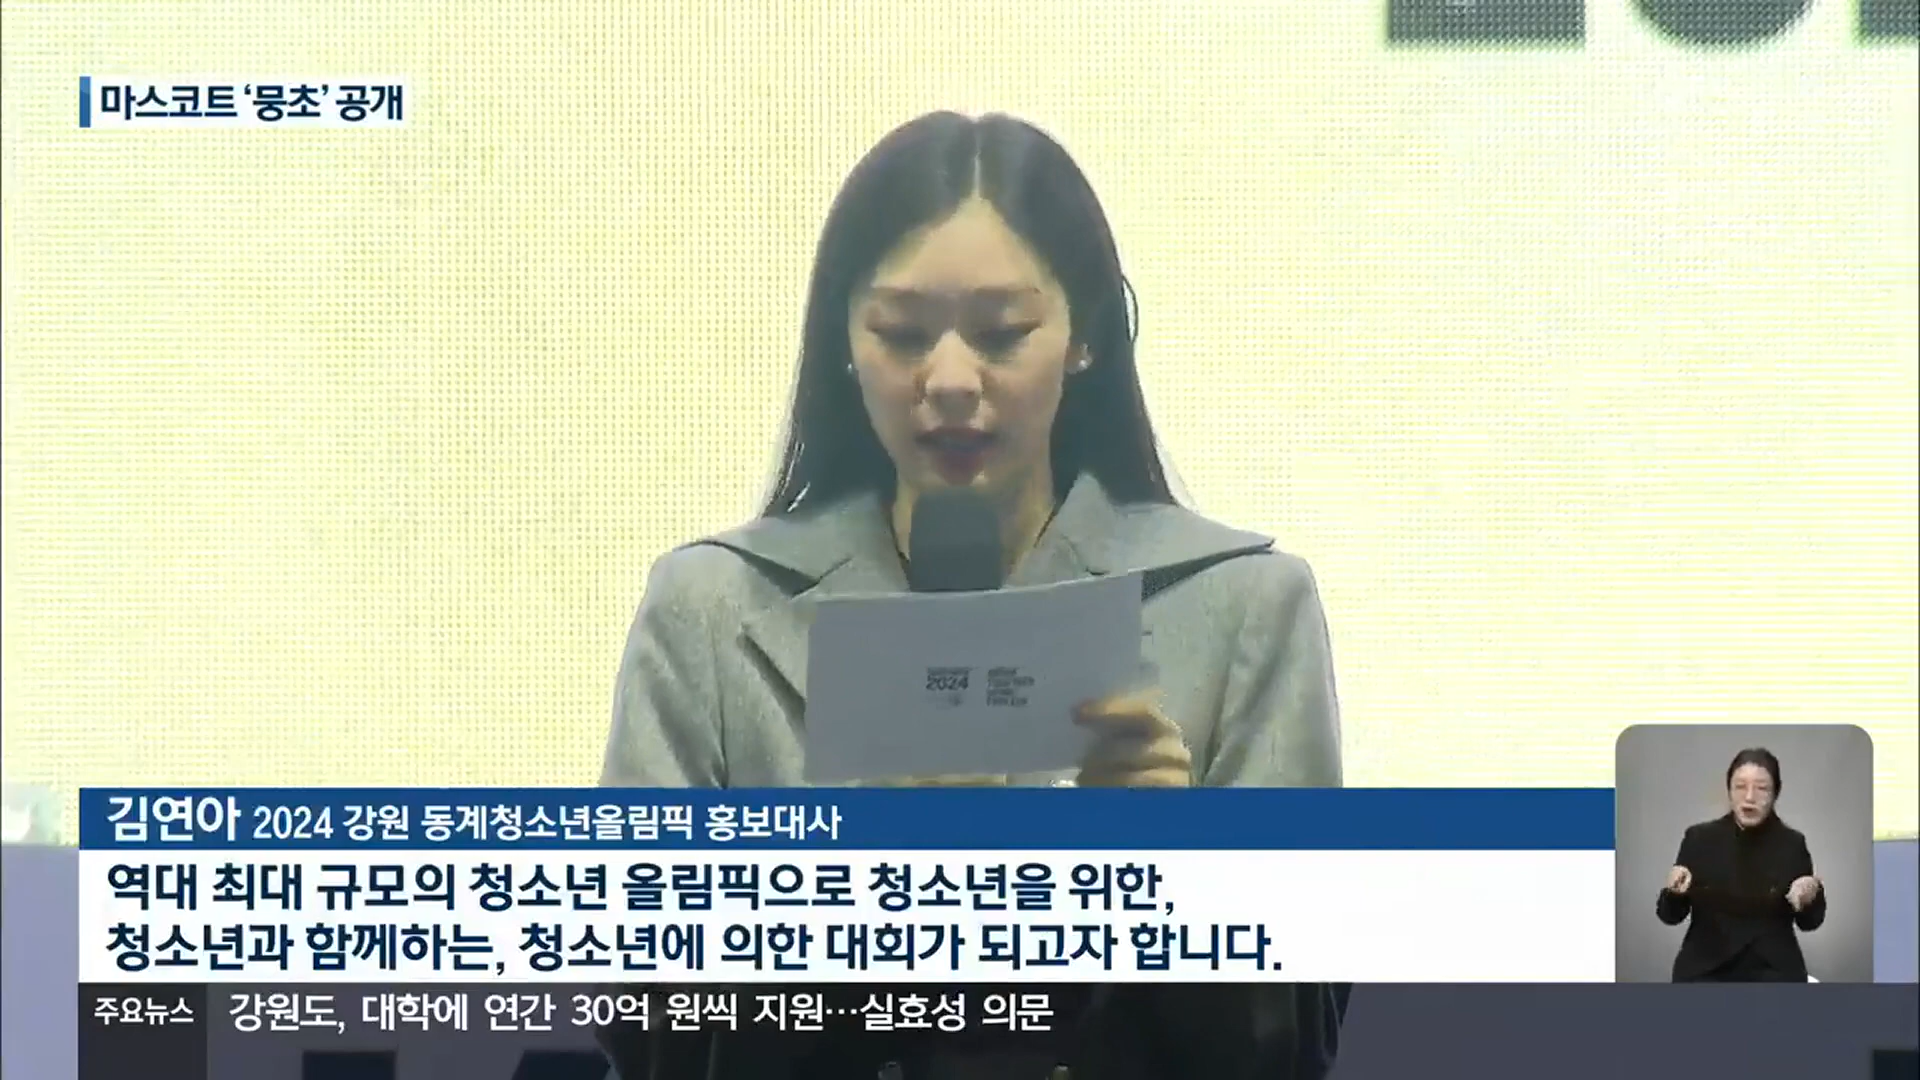 마스코트 ‘뭉초’ 공개
2024
김연아 2024 강원 동계청소년올림픽 홍보대사
역대 최대 규모의 청소년 올림픽으로 청소년을 위한,
청소년과 함께하는, 청소년에 의한 대회가 되고자 합니다.
주요뉴스 강원도, 대학에 연간 30억 원씩 지원…실효성 의문